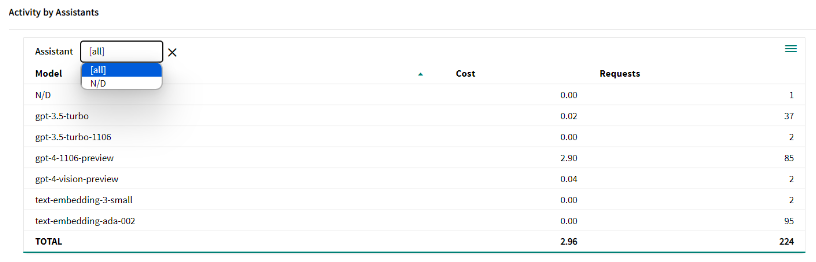 Activity by Assistants
Assistant [all]
[all]
N/D
Model Cost Requests
N/D 0.00 1
gpt-3.5-turbo 0.02 37
gpt-3.5-turbo-1106 0.00 2
gpt-4-1106-preview 2.90 85
gpt-4-vision-preview 0.04 2
text-embedding-3-small 0.00 2
text-embedding-ada-002 0.00 95
TOTAL 2.96 224